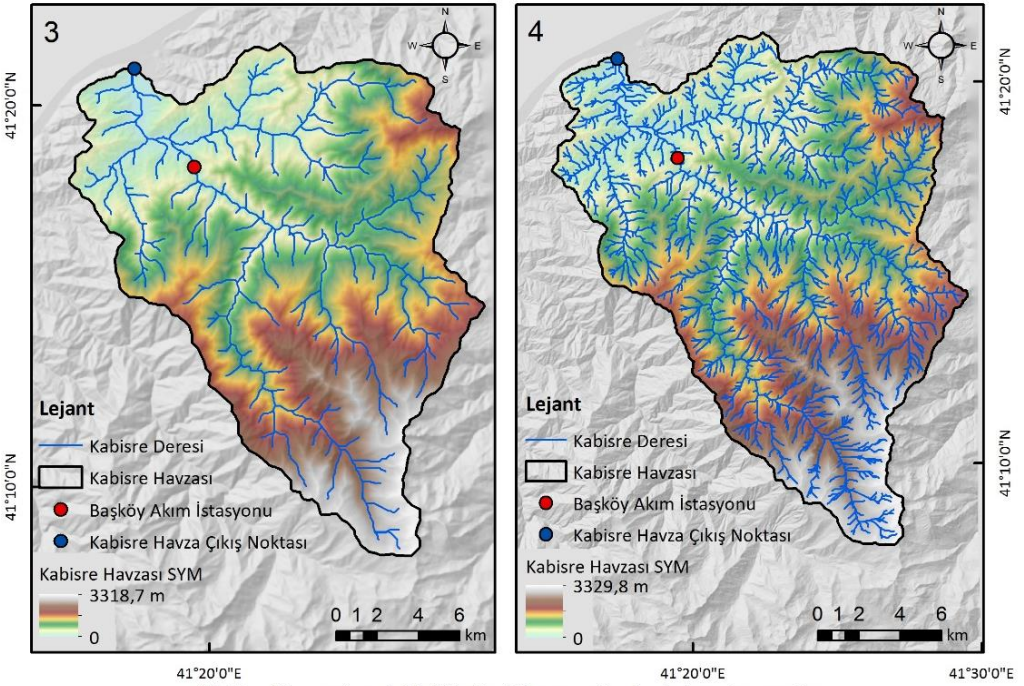 3
N
W E
S
41°20'0"N
41°10'0"N
Lejant
Kabisre Deresi
Kabisre Havzası
Başköy Akım İstasyonu
Kabisre Havza Çıkış Noktası
Kabisre Havzası SYM
3318,7 m
0
0 1 2 4 6
km
41°20'0"E
4
N
W E
S
41°20'0"N
41°10'0"N
Lejant
Kabisre Deresi
Kabisre Havzası
Başköy Akım İstasyonu
Kabisre Havza Çıkış Noktası
Kabisre Havzası SYM
3329,8 m
0
0 1 2 4 6
km
41°20'0"E
41°30'0"E